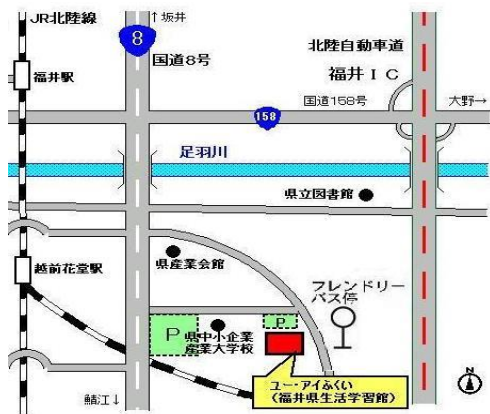 JR北陸線
↑坂井
8
国道8号
北陸自動車道
福井IC
福井駅
国道158号
大野→
158
足羽川
県立図書館
県産業会館
越前花堂駅
フレンドリー
バス停
P
P
県中小企業
産業大学校
ユー・アイふくい
(福井県生活学習館)
鯖江↓
N